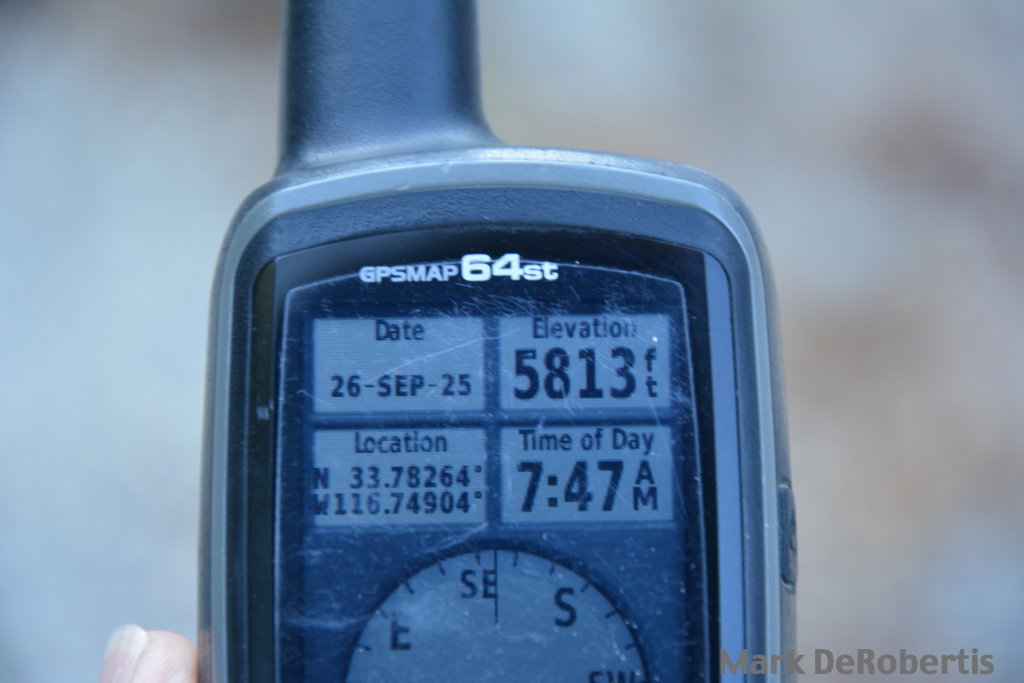 GPSMAP 64st
Date
26-SEP-25
Elevation
5813 ft
Location
N 33.78264°
W116.74904°
Time of Day
7:47 AM
SE
S
E
SW
Mark DeRobertis